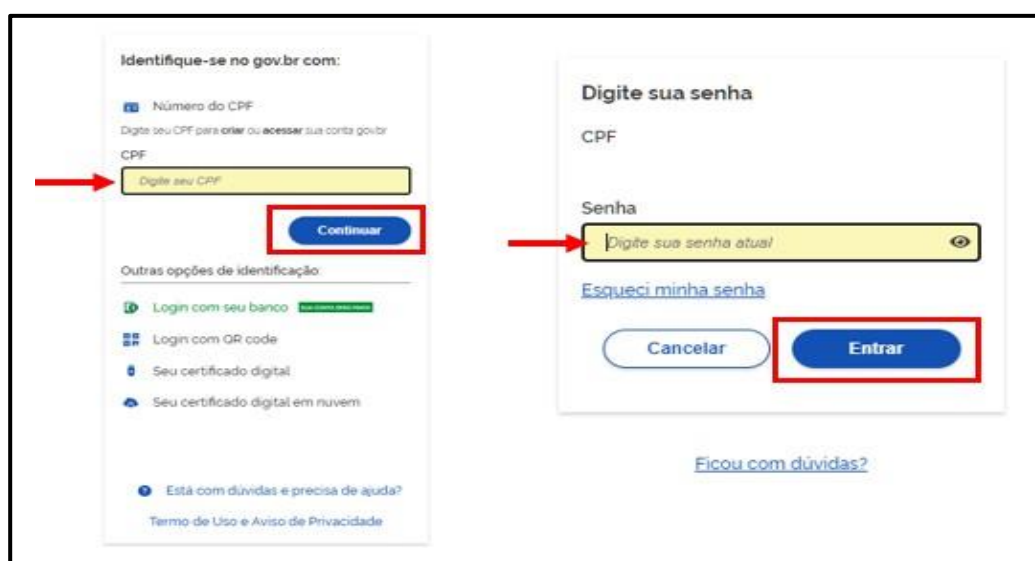 Identifique-se no gov.br com:
Número do CPF
Digite seu CPF para criar ou acessar sua conta gov.br
CPF
Digite seu CPF
Continuar
Outras opções de identificação:
Login com seu banco
Login com QR code
Seu certificado digital
Seu certificado digital em nuvem
Está com dúvidas e precisa de ajuda?
Termo de Uso e Aviso de Privacidade
Digite sua senha
CPF
Senha
Digite sua senha atual
Esqueci minha senha
Cancelar
Entrar
Ficou com dúvidas?